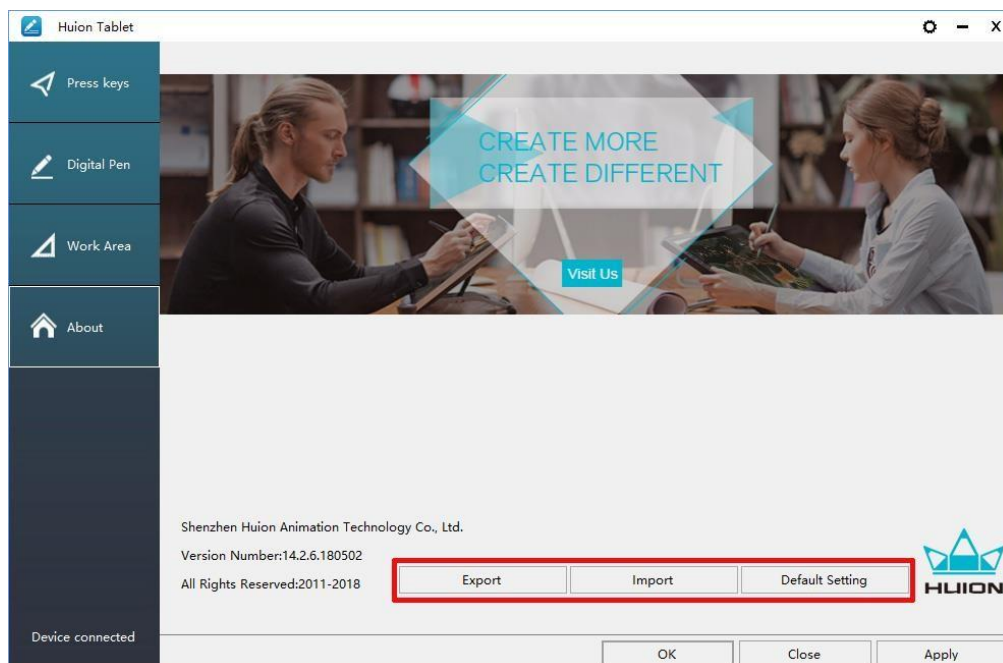 Huion Tablet
X
Press keys
Digital Pen
Work Area
About
CREATE MORE
CREATE DIFFERENT
Visit Us
Shenzhen Huion Animation Technology Co., Ltd.
Version Number:14.2.6.180502
All Rights Reserved:2011-2018
Export Import Default Setting
HUION
Device connected
OK Close Apply